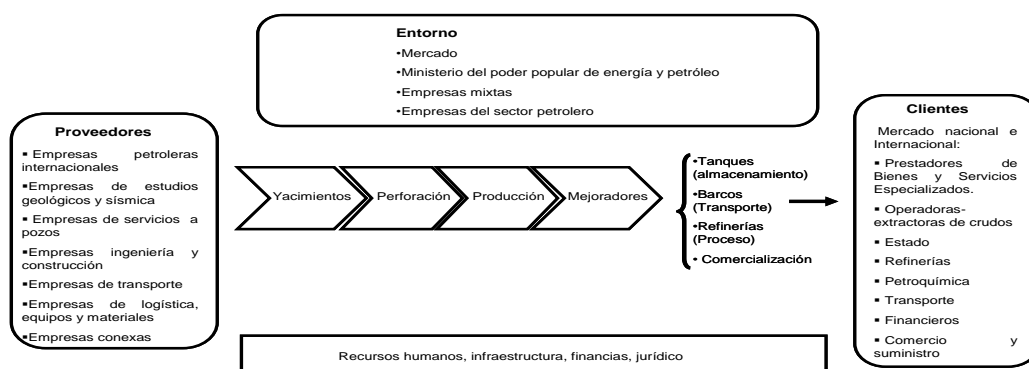 Entorno
•Mercado
•Ministerio del poder popular de energía y petróleo
•Empresas mixtas
•Empresas del sector petrolero
Proveedores
▪ Empresas petroleras
internacionales
▪Empresas de estudios
geológicos y sísmica
▪ Empresas de servicios a
pozos
▪Empresas ingeniería y
construcción
▪Empresas de transporte
▪Empresas de logística,
equipos y materiales
▪Empresas conexas
Yacimientos
Perforación
Producción
Mejoradores
•Tanques
(almacenamiento)
•Barcos
(Transporte)
•Refinerías
(Proceso)
• Comercialización
Clientes
Mercado nacional e
Internacional:
▪ Prestadores de
Bienes y Servicios
Especializados.
▪ Operadoras-
extractoras de crudos
▪ Estado
▪ Refinerías
▪ Petroquímica
▪ Transporte
▪ Financieros
▪ Comercio y
suministro
Recursos humanos, infraestructura, financias, jurídico